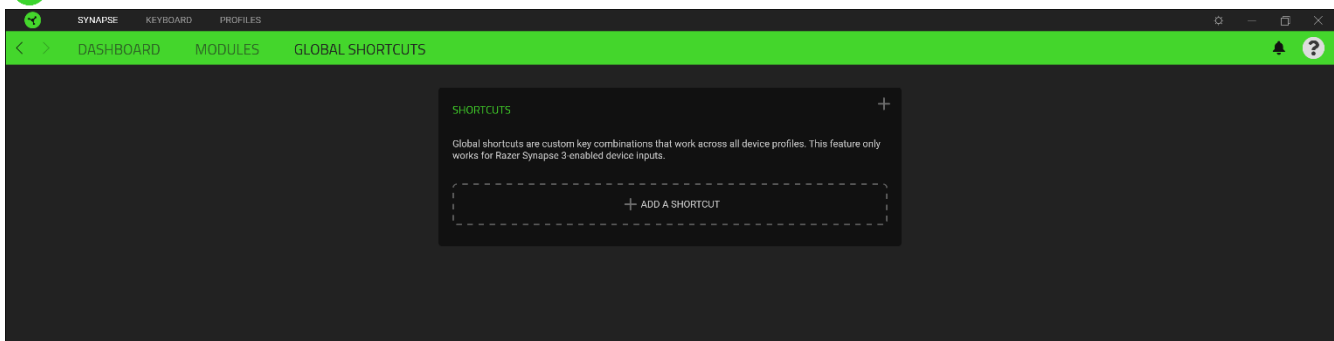 SYNAPSE KEYBOARD PROFILES
DASHBOARD MODULES GLOBAL SHORTCUTS
SHORTCUTS
Global shortcuts are custom key combinations that work across all device profiles. This feature only
works for Razer Synapse 3-enabled device inputs.
ADD A SHORTCUT